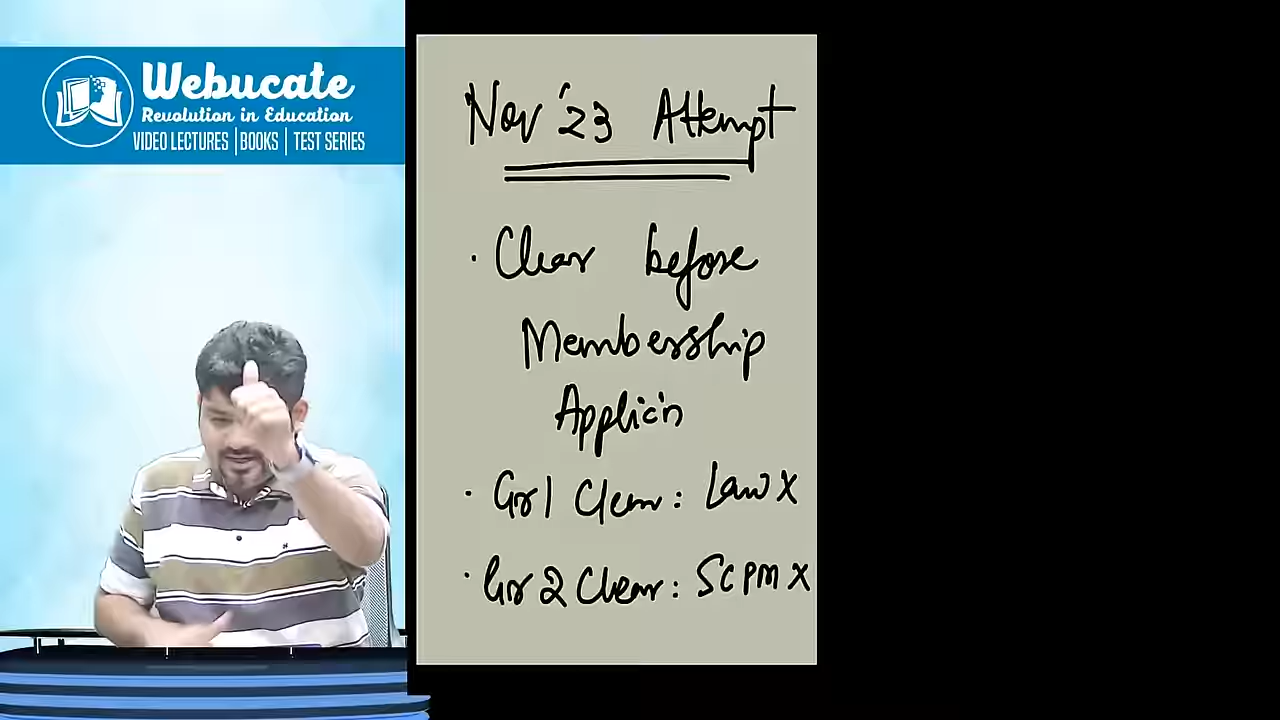 Webucate
Revolution in Education
VIDEO LECTURES | BOOKS | TEST SERIES
Nov '23 Attempt
· Clear before
Membership
Applic'n
· Gr 1 Clear : Law X
· Gr 2 Clear : SCPM X